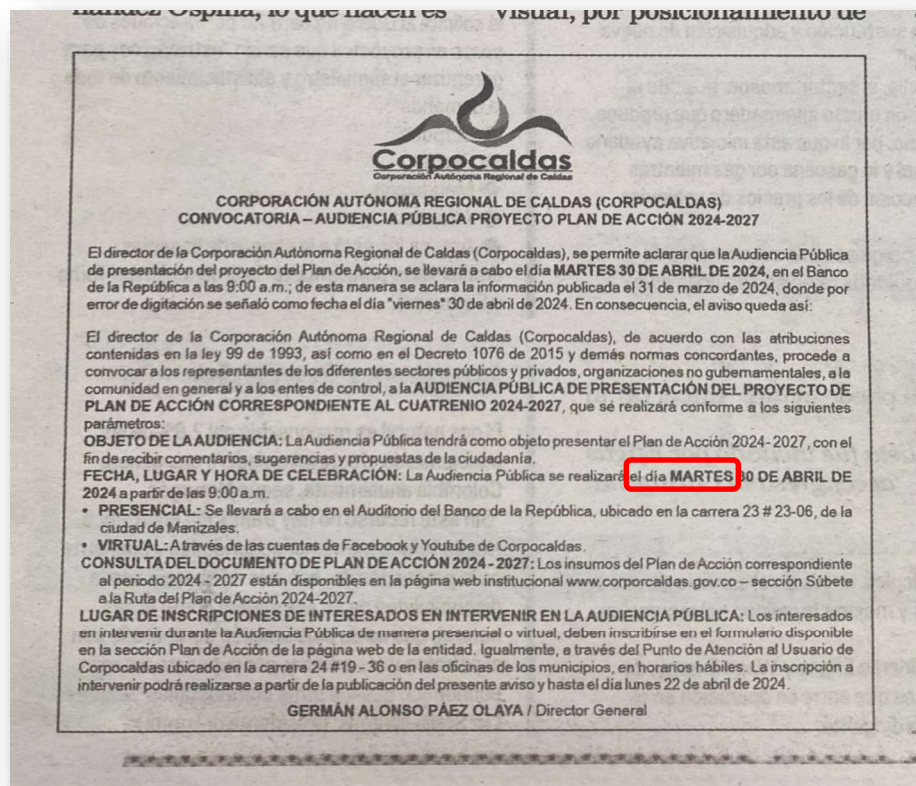 nández Ospina, lo que hacen es
visual, por posicionamiento de
Corpocaldas
Corporación Autónoma Regional de Caldas
CORPORACIÓN AUTÓNOMA REGIONAL DE CALDAS (CORPOCALDAS)
CONVOCATORIA – AUDIENCIA PÚBLICA PROYECTO PLAN DE ACCIÓN 2024-2027
El director de la Corporación Autónoma Regional de Caldas (Corpocaldas), se permite aclarar que la Audiencia Pública
de presentación del proyecto del Plan de Acción, se llevará a cabo el día MARTES 30 DE ABRIL DE 2024, en el Banco
de la República a las 9:00 a.m.; de esta manera se aclara la información publicada el 31 de marzo de 2024, donde por
error de digitación se señaló como fecha el día "viernes" 30 de abril de 2024. En consecuencia, el aviso queda así:
El director de la Corporación Autónoma Regional de Caldas (Corpocaldas), de acuerdo con las atribuciones
contenidas en la ley 99 de 1993, así como en el Decreto 1076 de 2015 y demás normas concordantes, procede a
convocar a los representantes de los diferentes sectores públicos y privados, organizaciones no gubernamentales, a la
comunidad en general y a los entes de control, a la AUDIENCIA PÚBLICA DE PRESENTACIÓN DEL PROYECTO DE
PLAN DE ACCIÓN CORRESPONDIENTE AL CUATRENIO 2024-2027, que se realizará conforme a los siguientes
parámetros:
OBJETO DE LA AUDIENCIA: La Audiencia Pública tendrá como objeto presentar el Plan de Acción 2024-2027, con el
fin de recibir comentarios, sugerencias y propuestas de la ciudadanía.
FECHA, LUGAR Y HORA DE CELEBRACIÓN: La Audiencia Pública se realizará el día MARTES 30 DE ABRIL DE
2024 a partir de las 9:00 a.m.
• PRESENCIAL: Se llevará a cabo en el Auditorio del Banco de la República, ubicado en la carrera 23 # 23-06, de la
ciudad de Manizales.
• VIRTUAL: A través de las cuentas de Facebook y Youtube de Corpocaldas.
CONSULTA DEL DOCUMENTO DE PLAN DE ACCIÓN 2024 - 2027: Los insumos del Plan de Acción correspondiente
al periodo 2024 - 2027 están disponibles en la página web institucional www.corporcaldas.gov.co – sección Súbete
a la Ruta del Plan de Acción 2024-2027.
LUGAR DE INSCRIPCIONES DE INTERESADOS EN INTERVENIR EN LA AUDIENCIA PÚBLICA: Los interesados
en intervenir durante la Audiencia Pública de manera presencial o virtual, deben inscribirse en el formulario disponible
en la sección Plan de Acción de la página web de la entidad. Igualmente, a través del Punto de Atención al Usuario de
Corpocaldas ubicado en la carrera 24 #19 - 36 o en las oficinas de los municipios, en horarios hábiles. La inscripción a
intervenir podrá realizarse a partir de la publicación del presente aviso y hasta el día lunes 22 de abril de 2024.
GERMÁN ALONSO PÁEZ OLAYA / Director General